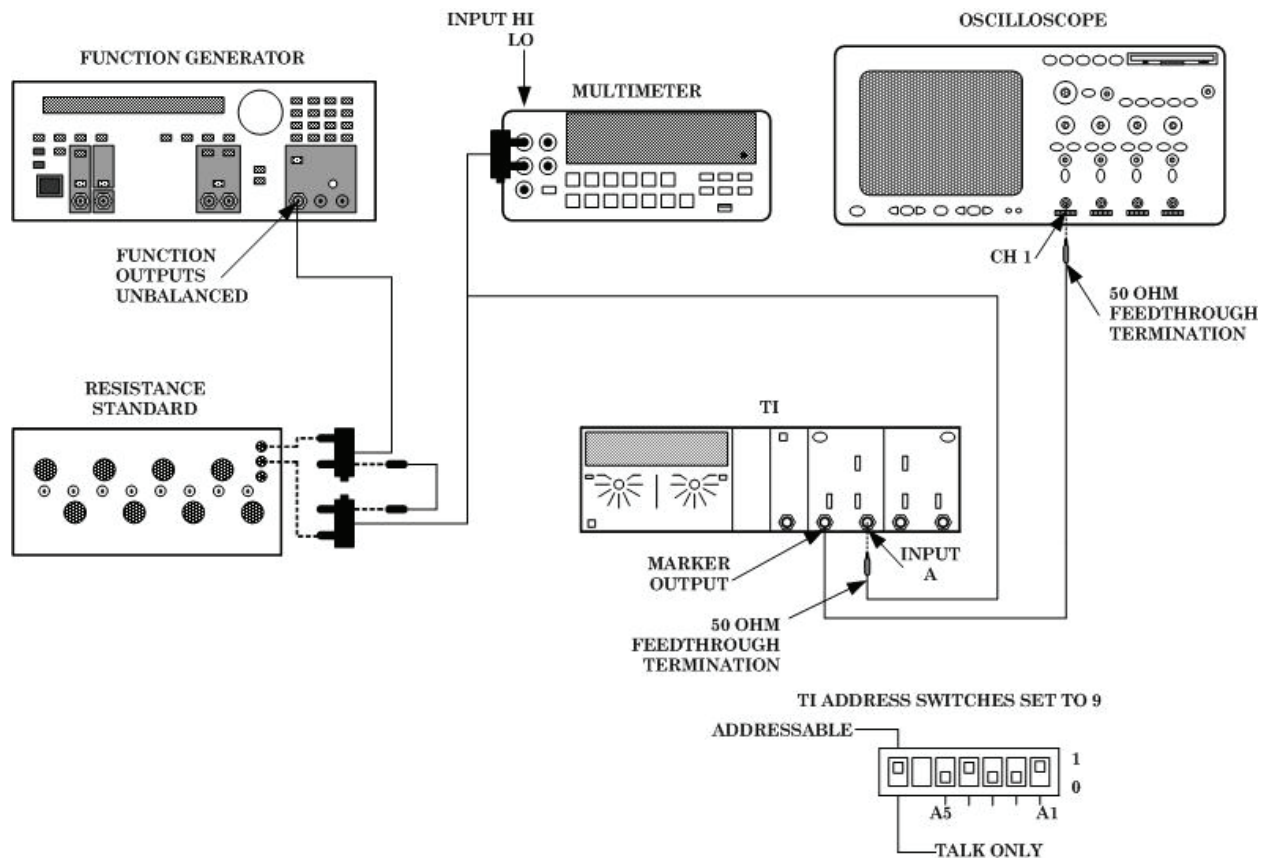 INPUT HI
LO
OSCILLOSCOPE
FUNCTION GENERATOR
MULTIMETER
FUNCTION
OUTPUTS
UNBALANCED
CH 1
50 OHM
FEEDTHROUGH
TERMINATION
RESISTANCE
STANDARD
TI
MARKER
OUTPUT
INPUT
A
50 OHM
FEEDTHROUGH
TERMINATION
TI ADDRESS SWITCHES SET TO 9
ADDRESSABLE
1
0
A5
A1
TALK ONLY